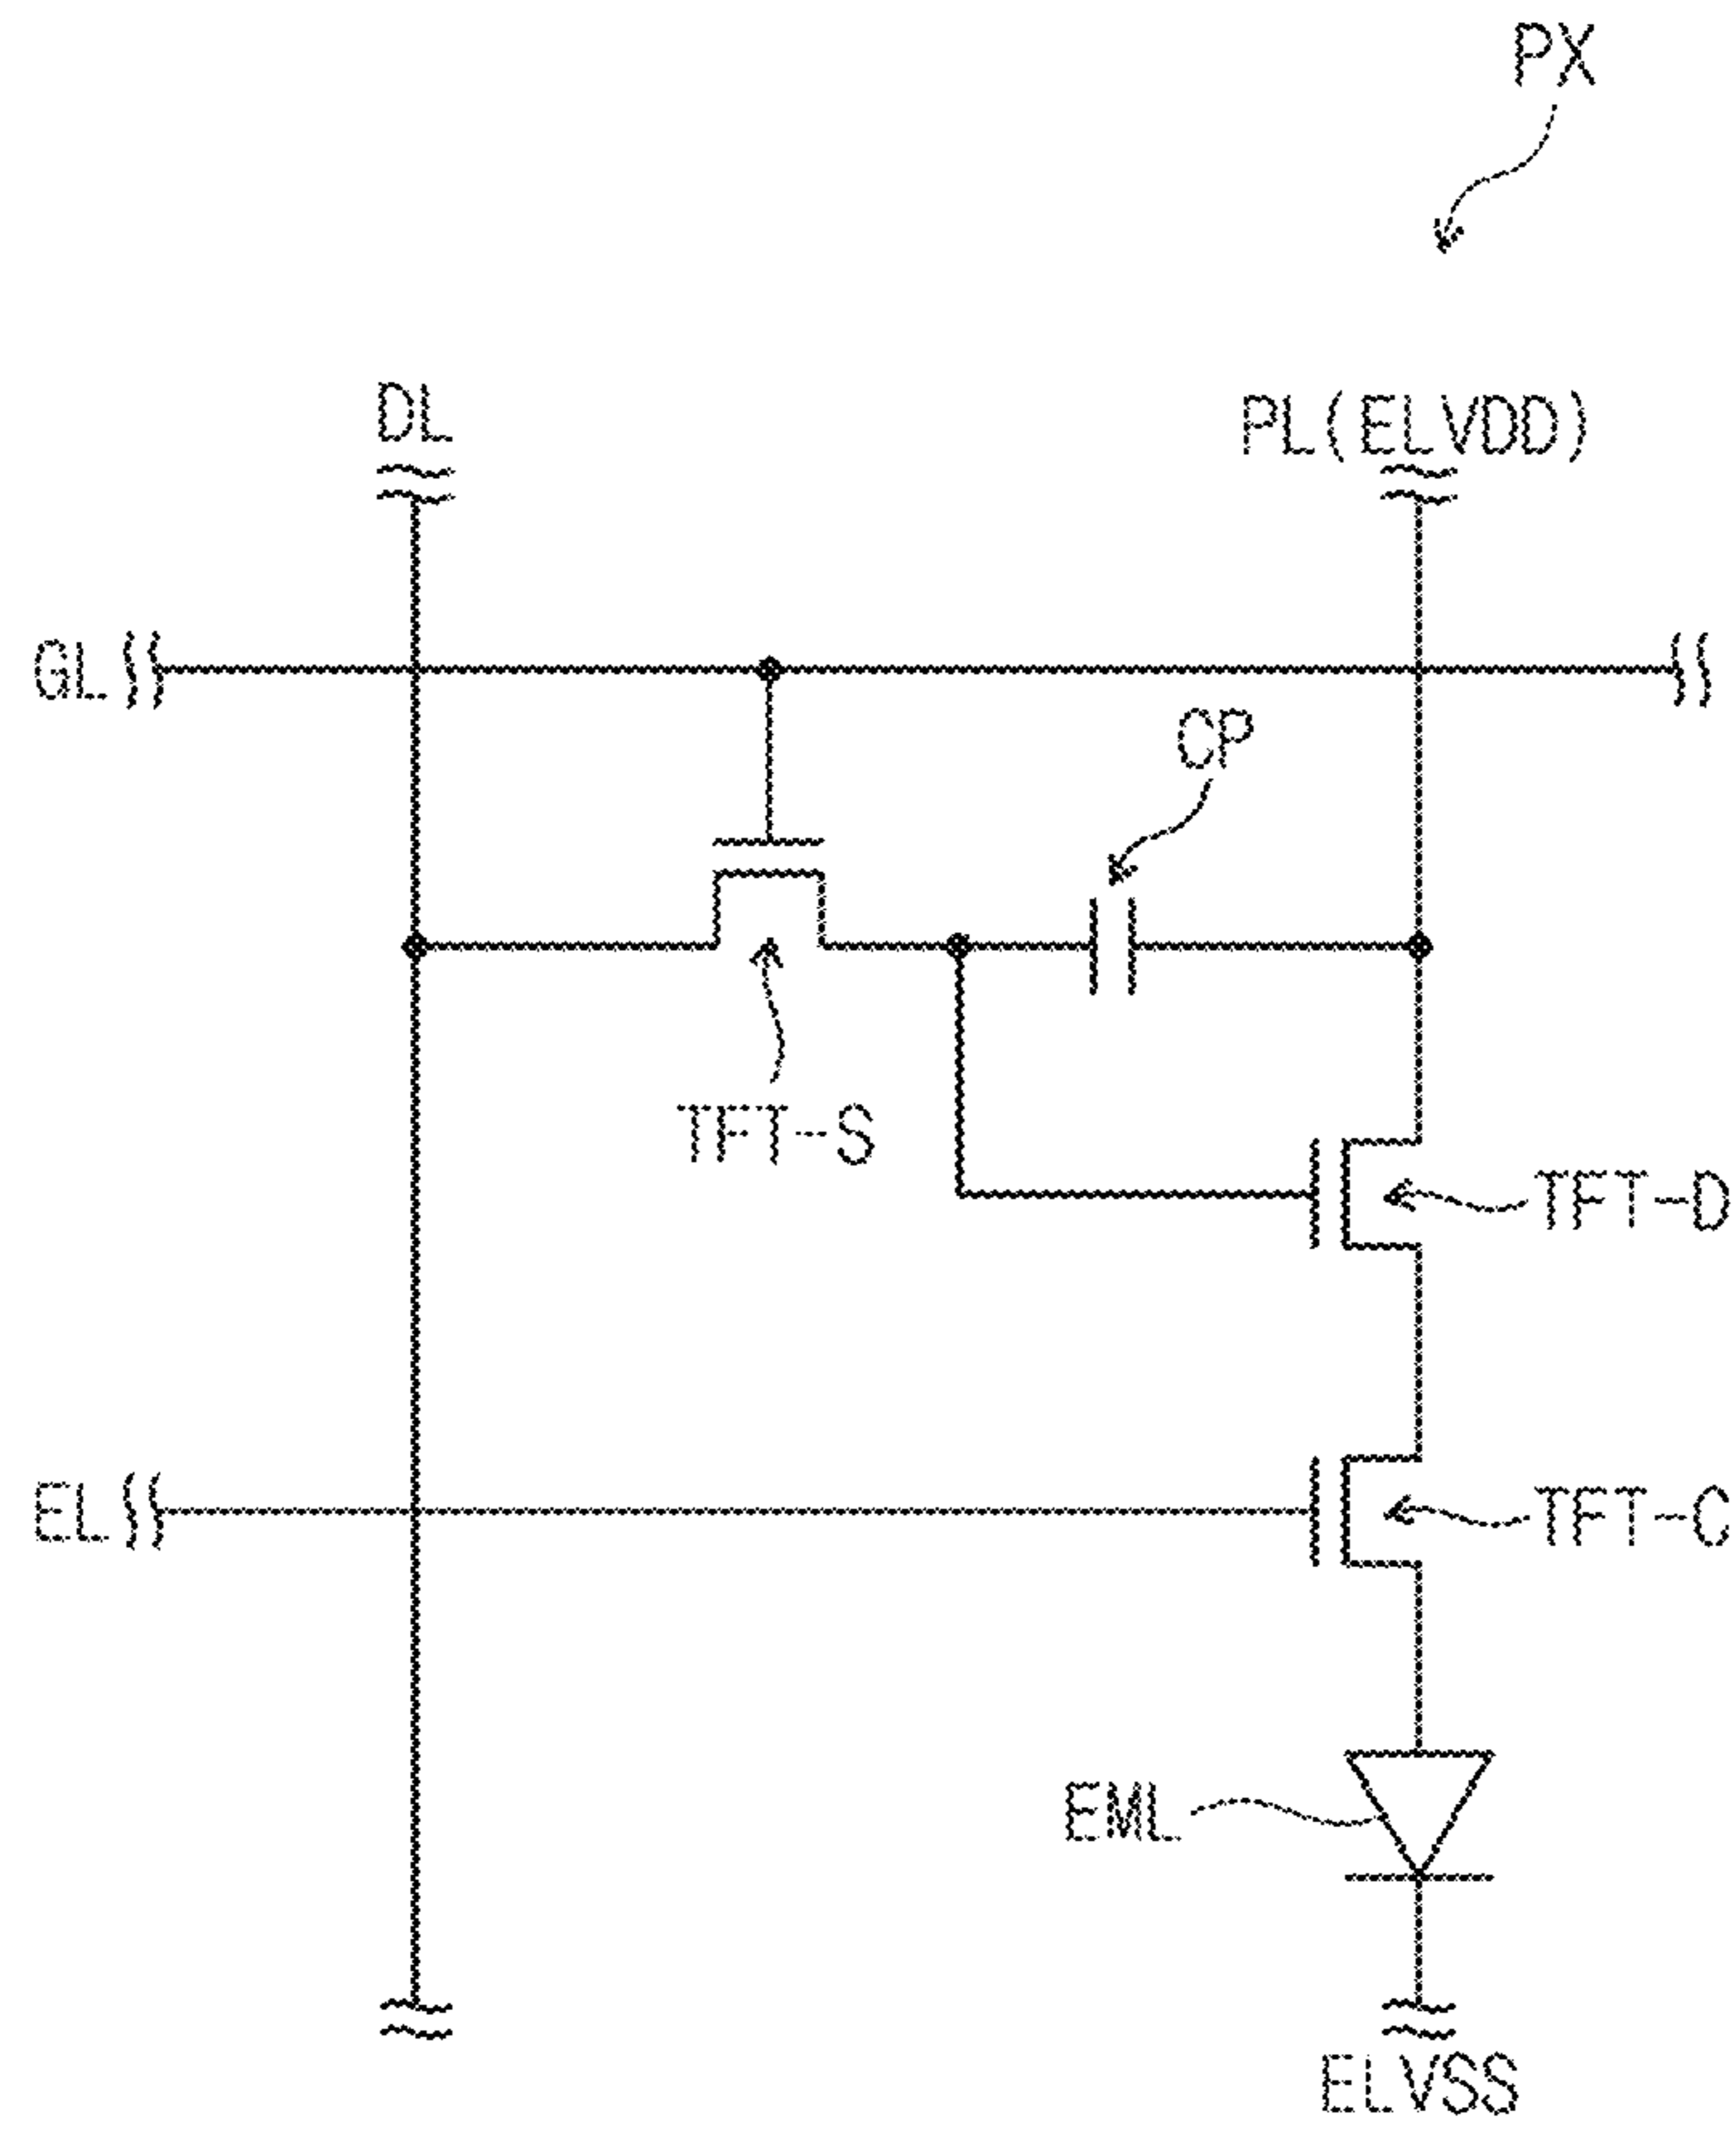 PX
DL
PL(ELVDD)
GL
CP
TFT-S
TFT-D
EL
TFT-C
EML
ELVSS